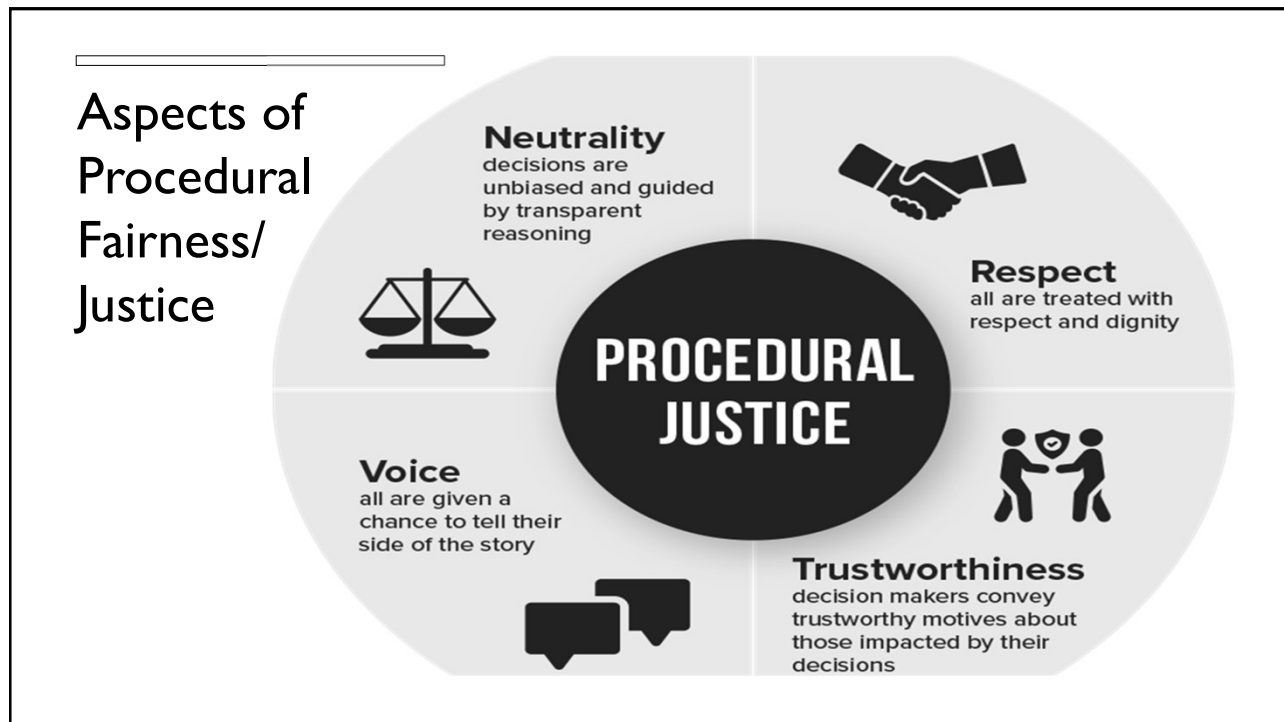 Aspects of
Procedural
Fairness/
Justice
Neutrality
decisions are
unbiased and guided
by transparent
reasoning
Respect
all are treated with
respect and dignity
PROCEDURAL
JUSTICE
Voice
all are given a
chance to tell their
side of the story
Trustworthiness
decision makers convey
trustworthy motives about
those impacted by their
decisions